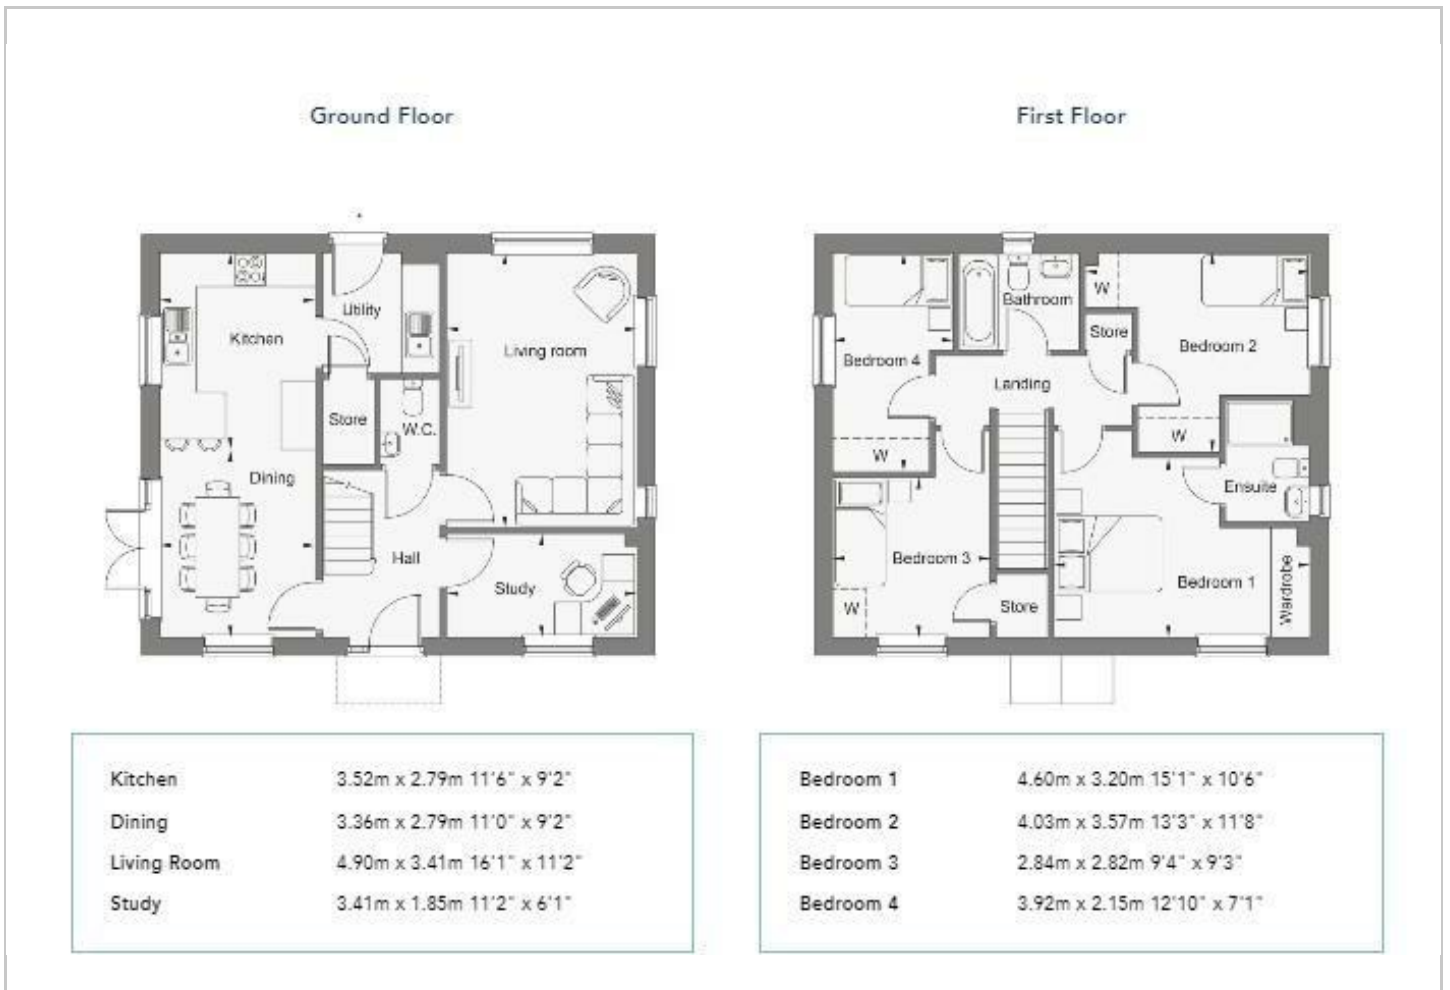 Ground Floor
Utility
Kitchen
Living room
Store
W.C.
Dining
Hall
Study
Kitchen 3.52m x 2.79m 11'6" x 9'2"
Dining 3.36m x 2.79m 11'0" x 9'2"
Living Room 4.90m x 3.41m 16'1" x 11'2"
Study 3.41m x 1.85m 11'2" x 6'1"
First Floor
W
Bathroom
Store
Bedroom 2
Bedroom 4
Landing
W
W
Ensuite
Bedroom 3
Bedroom 1
Wardrobe
W
Store
Bedroom 1 4.60m x 3.20m 15'1" x 10'6"
Bedroom 2 4.03m x 3.57m 13'3" x 11'8"
Bedroom 3 2.84m x 2.82m 9'4" x 9'3"
Bedroom 4 3.92m x 2.15m 12'10" x 7'1"